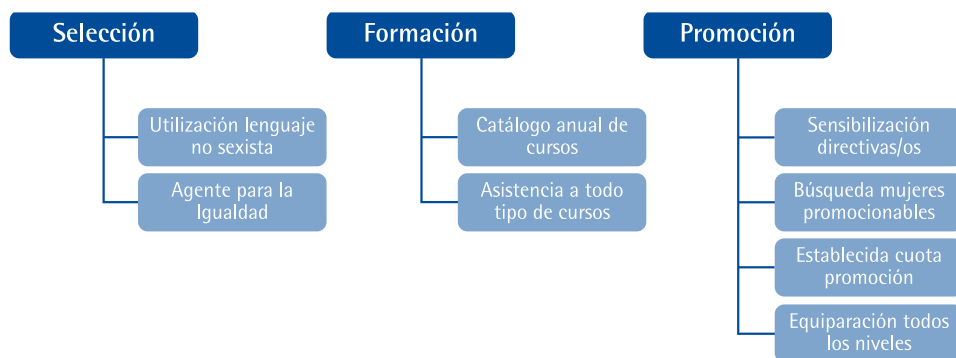 Selección
Utilización lenguaje
no sexista
Agente para la
Igualdad
Formación
Catálogo anual de
cursos
Asistencia a todo
tipo de cursos
Promoción
Sensibilización
directivas/os
Búsqueda mujeres
promocionables
Establecida cuota
promoción
Equiparación todos
los niveles